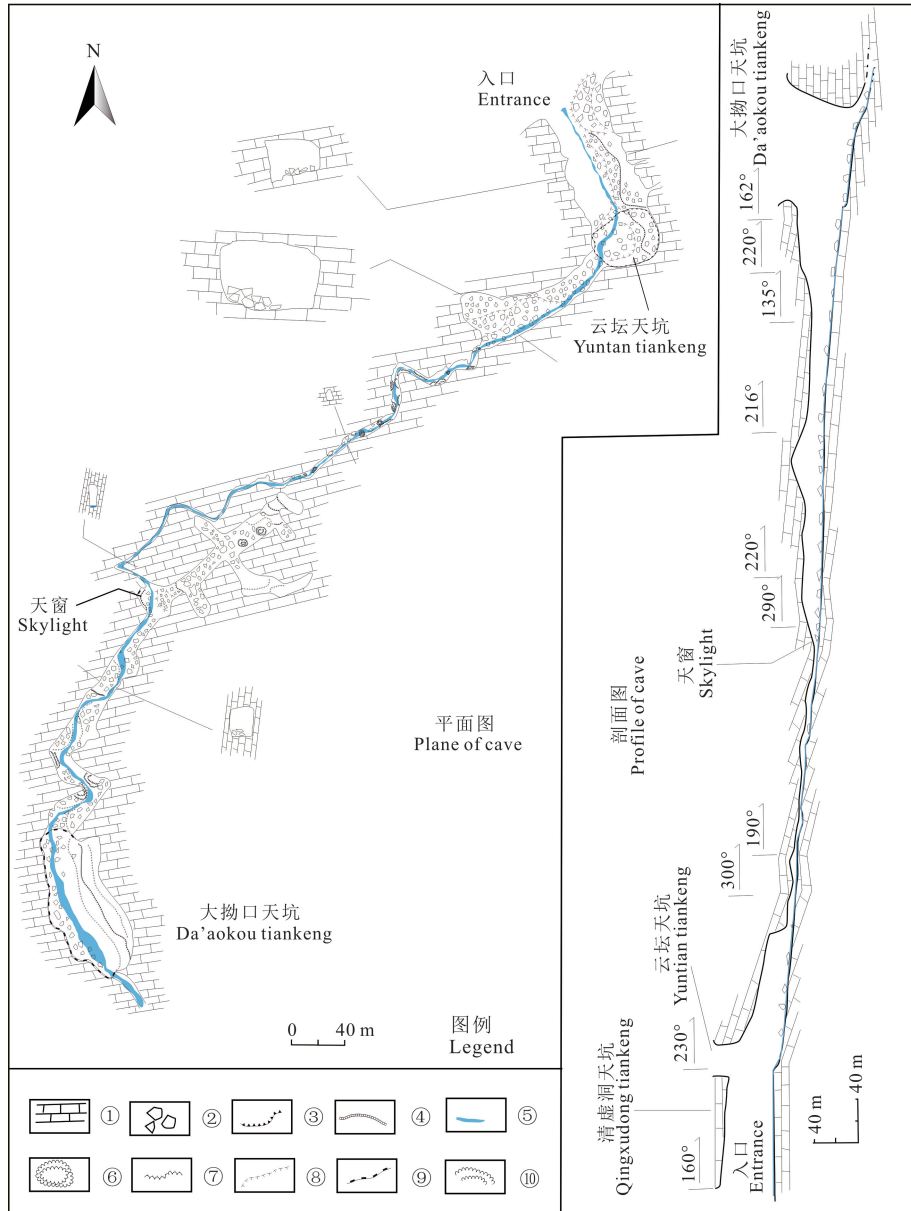 N
入口
Entrance
云坛天坑
Yuntan tiankeng
天窗
Skylight
平面图
Plane of cave
大拗口天坑
Da'aokou tiankeng
0 40 m
图例
Legend
①
②
③
④
⑤
⑥
⑦
⑧
⑨
⑩
大拗口天坑
Da'aokou tiankeng
162°
220°
135°
216°
220°
290°
天窗
Skylight
剖面图
Profile of cave
190°
300°
云坛天坑
Yuntian tiankeng
230°
清虚洞天坑
Qingxudong tiankeng
160°
入口
Entrance
40 m
40 m